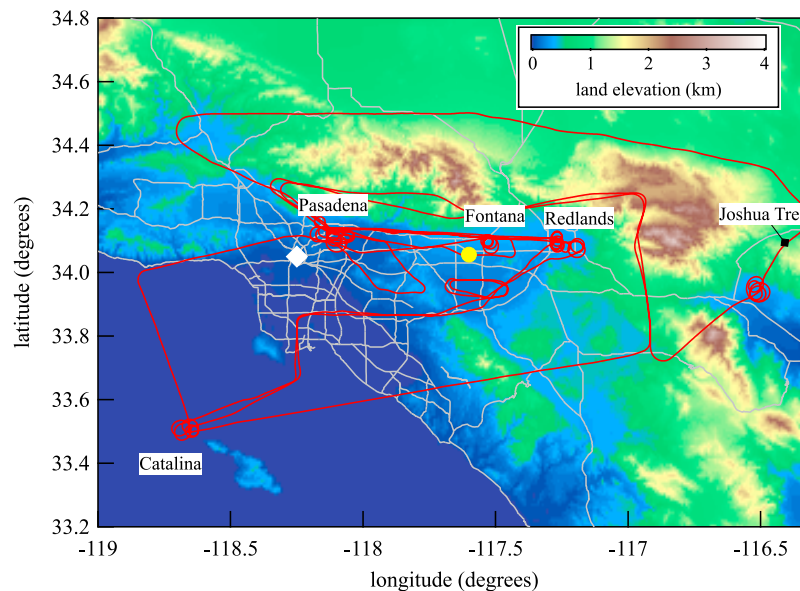 34.8
34.6
34.4
34.2
34.0
33.8
33.6
33.4
33.2
latitude (degrees)
0 1 2 3 4
land elevation (km)
Pasadena
Fontana
Redlands
Joshua Tre
Catalina
-119 -118.5 -118 -117.5 -117 -116.5
longitude (degrees)